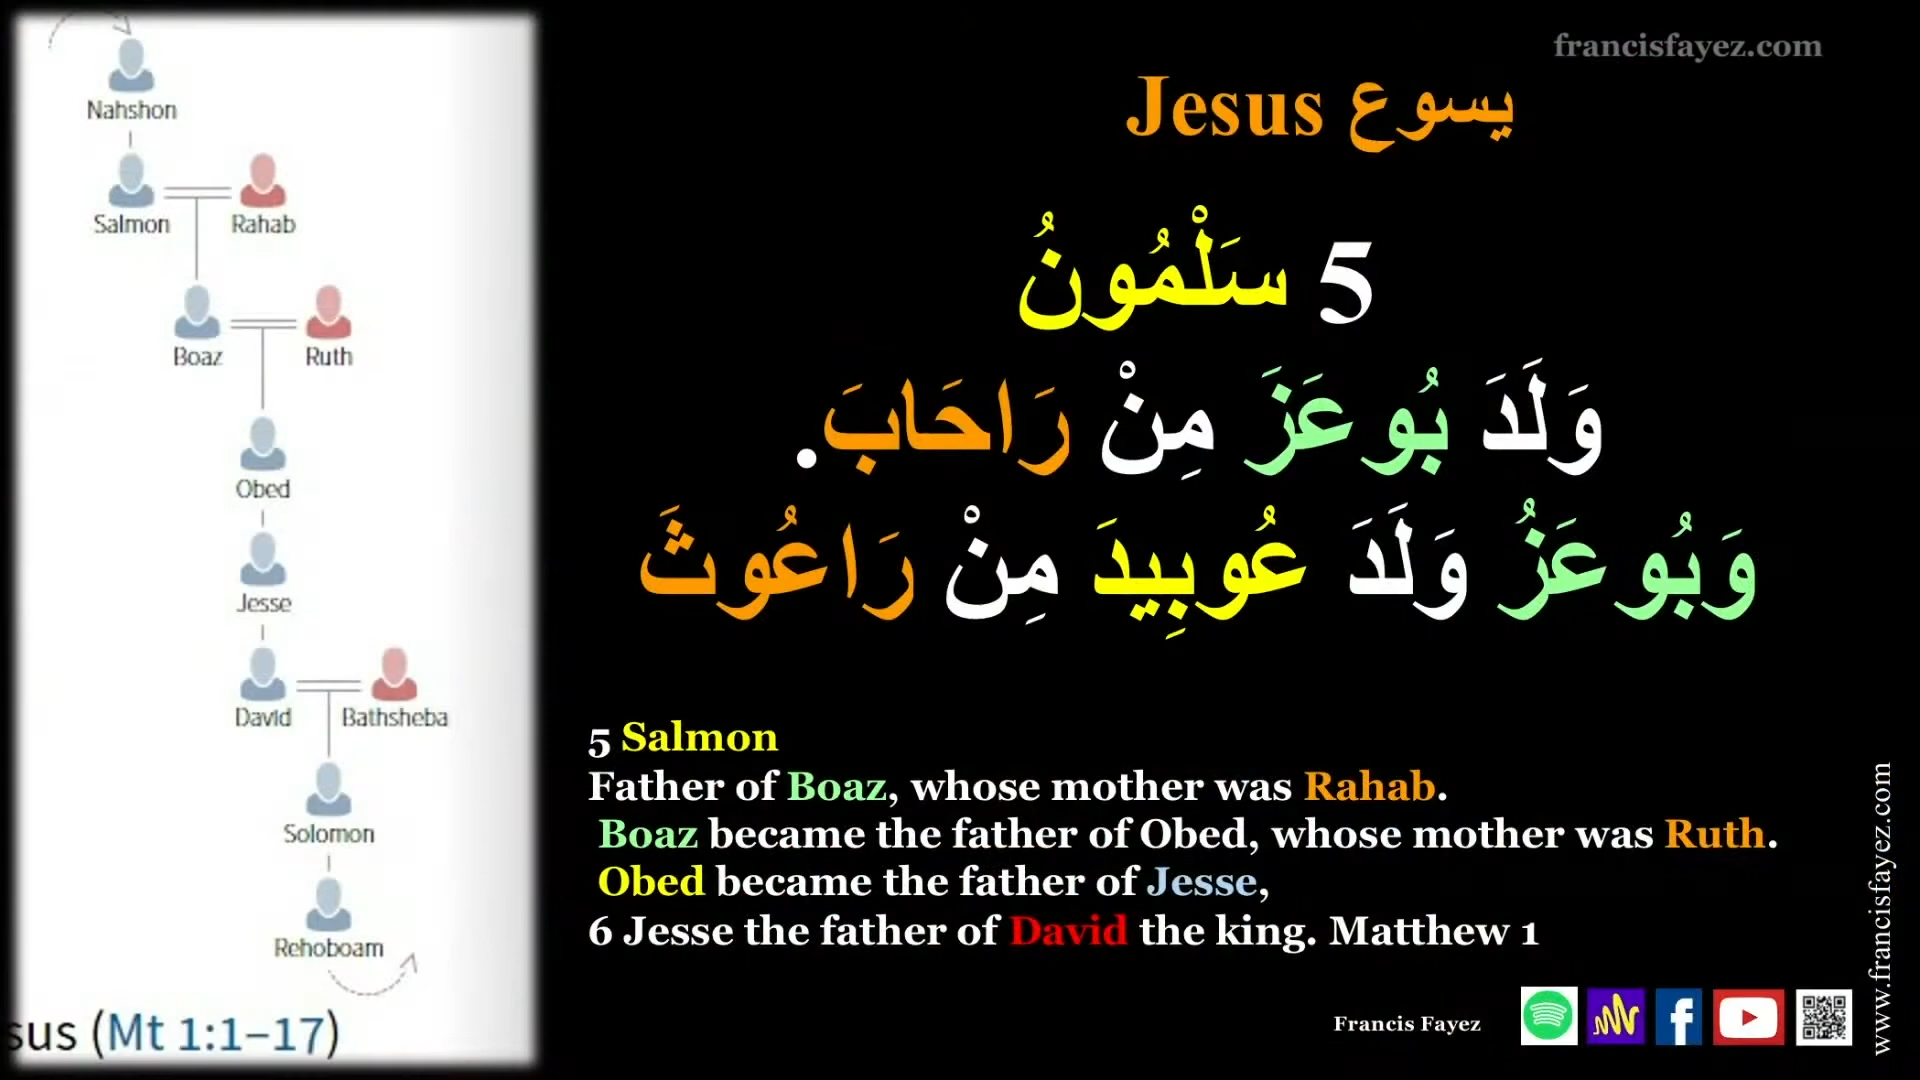 Nahshon
Salmon Rahab
Boaz Ruth
Obed
Jesse
David Bathsheba
Solomon
Rehoboam
sus (Mt 1:1–17)
francisfayez.com
Jesus يسوع
5 سَلْمُونُ
وَلَدَ بُوعَزَ مِنْ رَاحَابَ.
وَبُوعَزُ وَلَدَ عُوبِيدَ مِنْ رَاعُوثَ
5 Salmon
Father of Boaz, whose mother was Rahab.
Boaz became the father of Obed, whose mother was Ruth.
Obed became the father of Jesse,
6 Jesse the father of David the king. Matthew 1
Francis Fayez
www.francisfayez.com